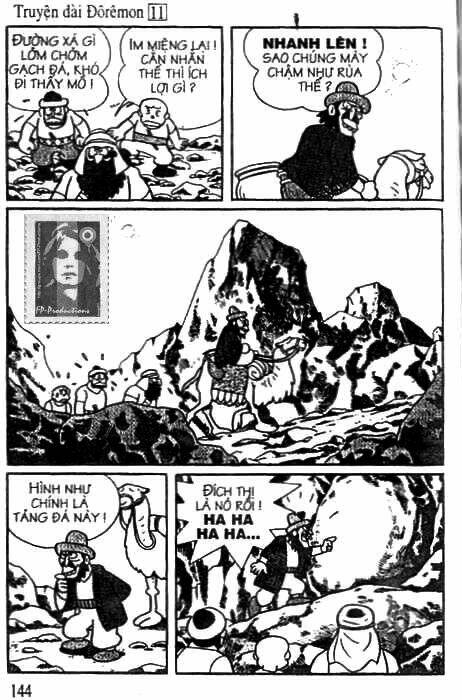 Truyện dài Đôrêmon 11
ĐƯỜNG XÁ GÌ
LỞM CHỞM
GẠCH ĐÁ, KHÓ
ĐI THẤY MỒ !
IM MIỆNG LẠI !
CẰN NHẰN
THẾ THÌ ÍCH
LỢI GÌ ?
NHANH LÊN !
SAO CHÚNG MÀY
CHẬM NHƯ RÙA
THẾ ?
FP-Productions
HÌNH NHƯ
CHÍNH LÀ
TẢNG ĐÁ NÀY !
ĐÍCH THỊ
LÀ NÓ RỒI !
HA HA
HA HA...
144